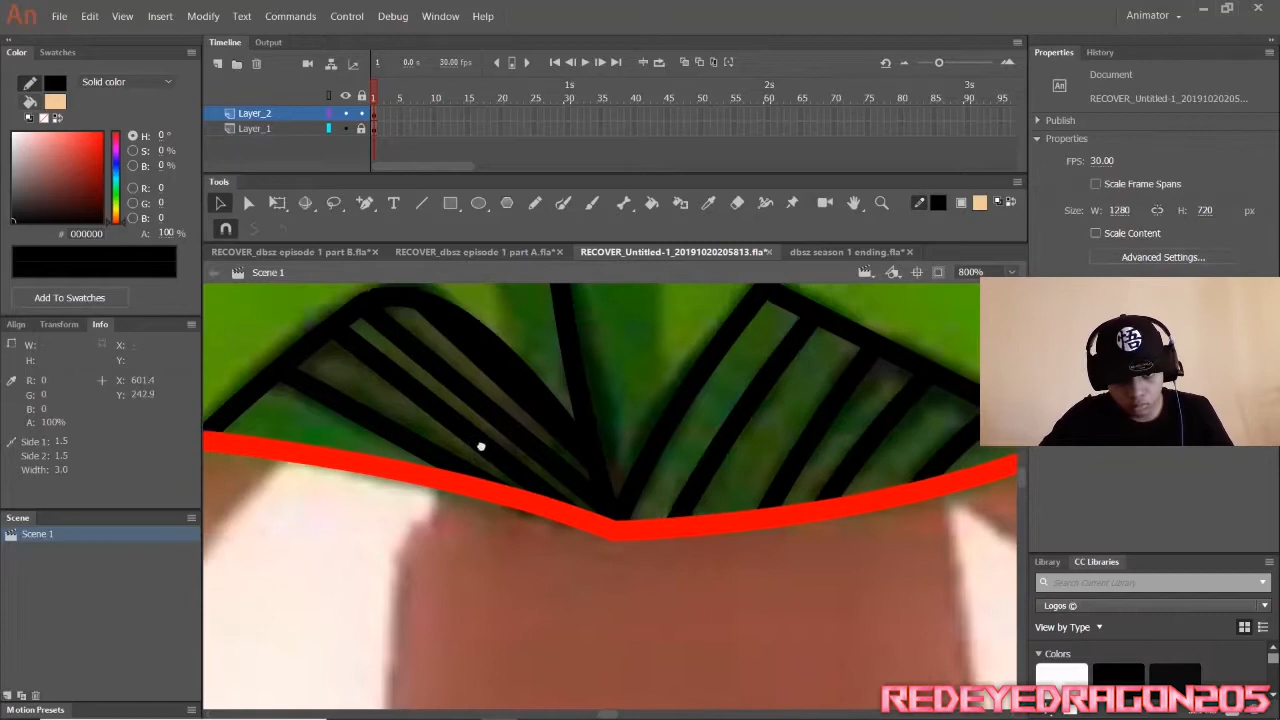 An File Edit View Insert Modify Text Commands Control Debug Window Help Animator
Color Swatches
Timeline Output
Properties History
Solid color
1 0.0 s 30.00 fps
Document
RECOVER_Untitled-1_20191020205...
1s 2s 3s
1 5 10 15 20 25 30 35 40 45 50 55 60 65 70 75 80 85 90 95
Layer_2
Layer_1
Publish
Properties
FPS: 30.00
Scale Frame Spans
Size: W: 1280 H: 720 px
Scale Content
Advanced Settings...
H: 0 °
S: 0 %
B: 0 %
R: 0
G: 0
B: 0
# 000000 A: 100 %
Add To Swatches
Tools
RECOVER_dbsz episode 1 part B.fla* RECOVER_dbsz episode 1 part A.fla* RECOVER_Untitled-1_20191020205813.fla* dbsz season 1 ending.fla*
Scene 1 800%
Align Transform Info
W: X:
H: Y:
R: 0
G: 0
B: 0
A: 100%
X: 601.4
Y: 242.9
Side 1: 1.5
Side 2: 1.5
Width: 3.0
Scene
Scene 1
Motion Presets
Library CC Libraries
Search Current Library
Logos ©
View by Type
Colors
REDEYEDRAGON205